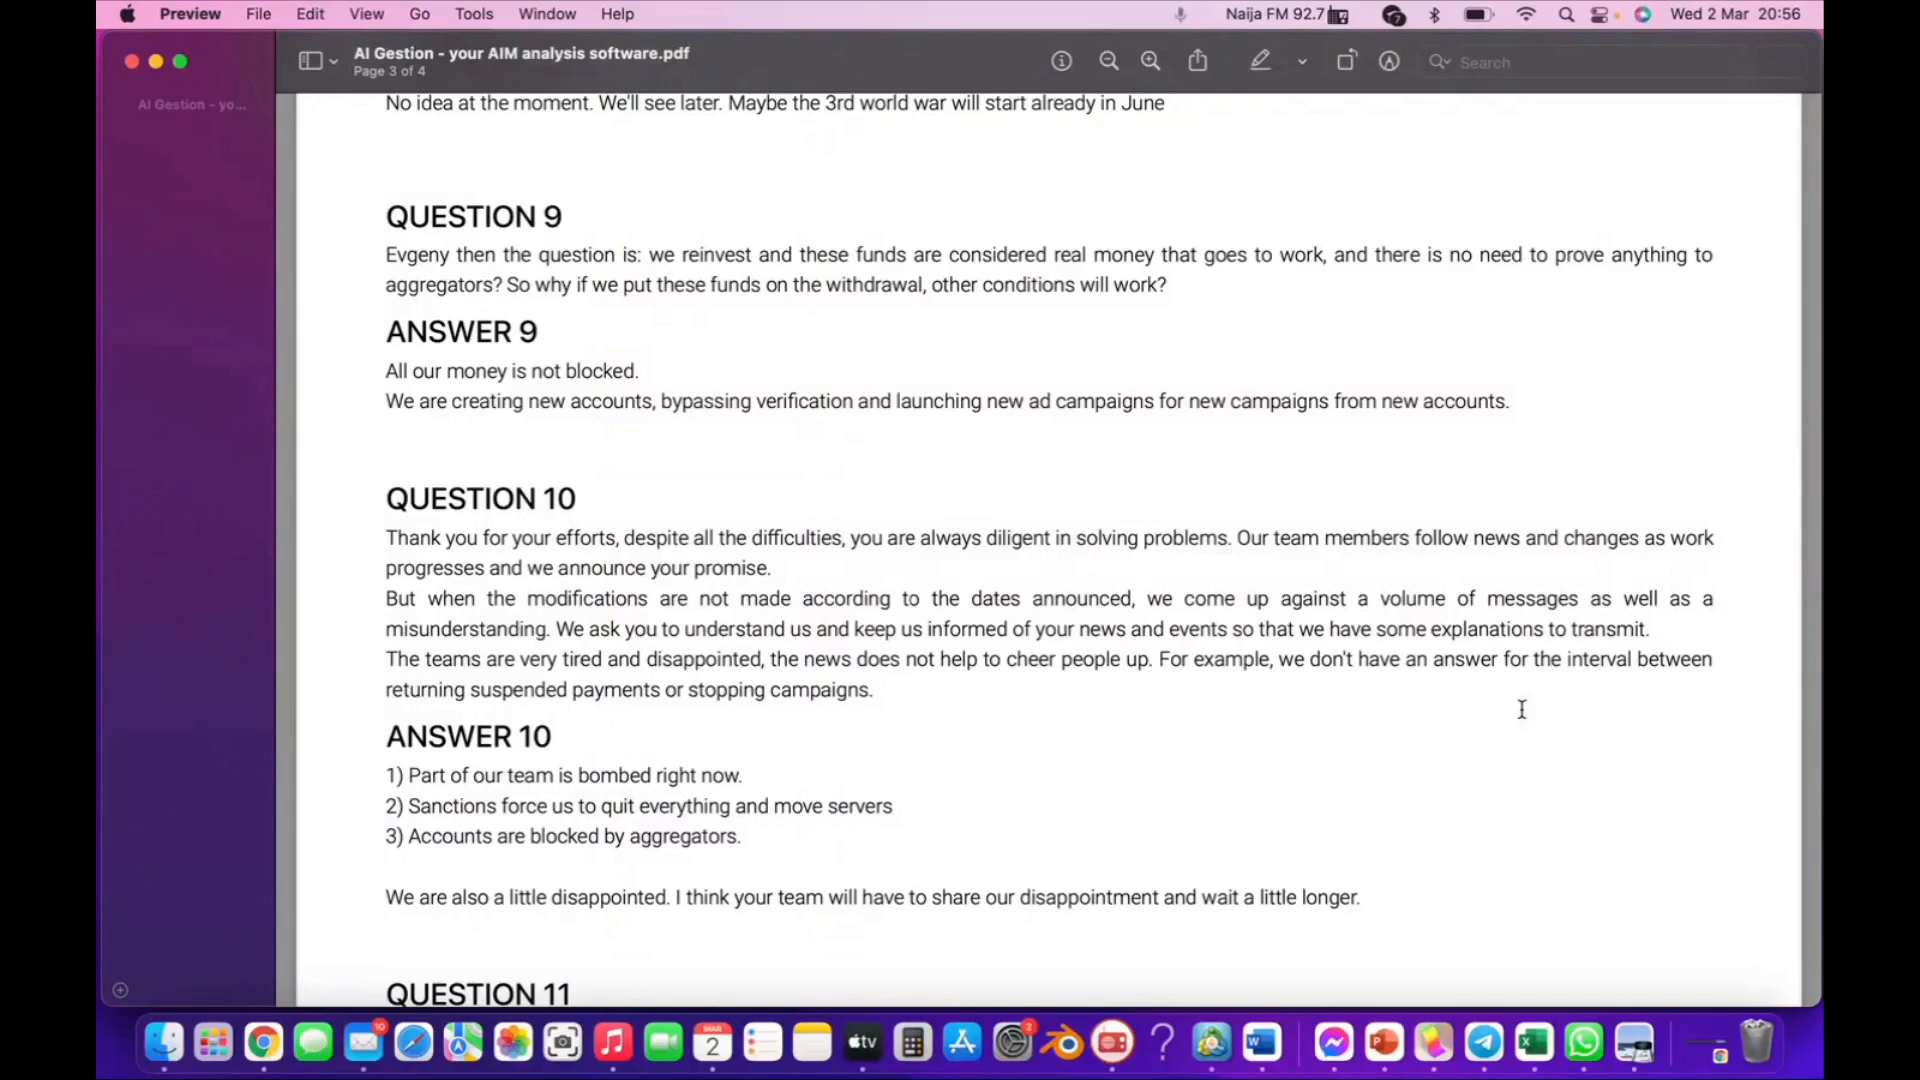 Preview File Edit View Go Tools Window Help Naija FM 92.7 Wed 2 Mar 20:56
AI Gestion - your AIM analysis software.pdf
Page 3 of 4
Search
AI Gestion - yo...
No idea at the moment. We'll see later. Maybe the 3rd world war will start already in June
QUESTION 9
Evgeny then the question is: we reinvest and these funds are considered real money that goes to work, and there is no need to prove anything to
aggregators? So why if we put these funds on the withdrawal, other conditions will work?
ANSWER 9
All our money is not blocked.
We are creating new accounts, bypassing verification and launching new ad campaigns for new campaigns from new accounts.
QUESTION 10
Thank you for your efforts, despite all the difficulties, you are always diligent in solving problems. Our team members follow news and changes as work
progresses and we announce your promise.
But when the modifications are not made according to the dates announced, we come up against a volume of messages as well as a
misunderstanding. We ask you to understand us and keep us informed of your news and events so that we have some explanations to transmit.
The teams are very tired and disappointed, the news does not help to cheer people up. For example, we don't have an answer for the interval between
returning suspended payments or stopping campaigns.
ANSWER 10
1) Part of our team is bombed right now.
2) Sanctions force us to quit everything and move servers
3) Accounts are blocked by aggregators.
We are also a little disappointed. I think your team will have to share our disappointment and wait a little longer.
QUESTION 11
10
MAR
2
tv
2